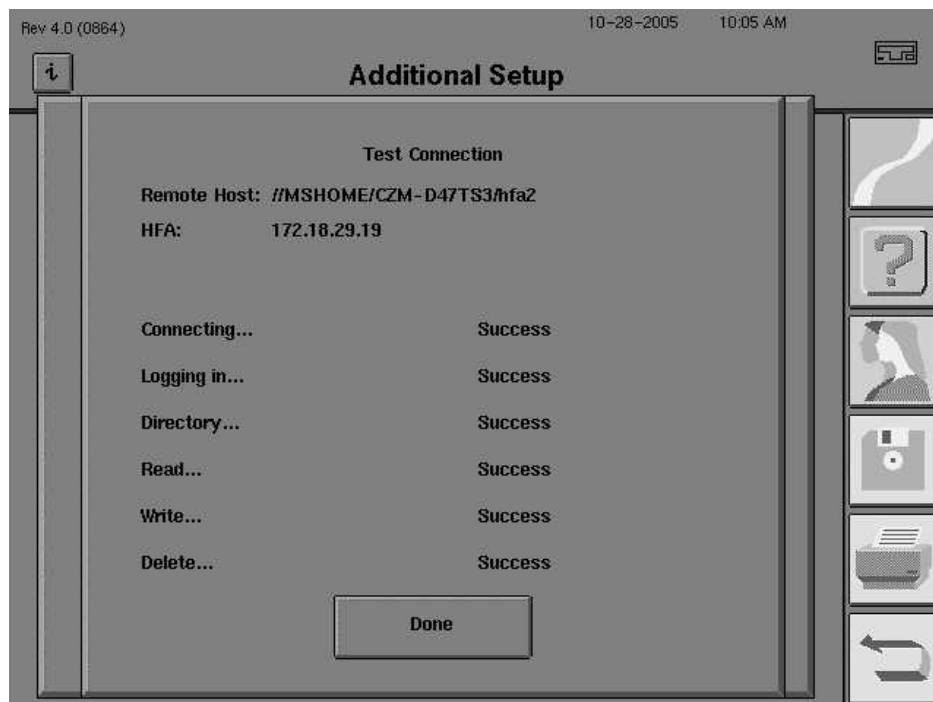 Rev 4.0 (0864)
10-28-2005 10:05 AM
i
Additional Setup
Test Connection
Remote Host: //MSHOME/CZM-D47TS3/hfa2
HFA: 172.18.29.19
Connecting... Success
Logging in... Success
Directory... Success
Read... Success
Write... Success
Delete... Success
Done
?